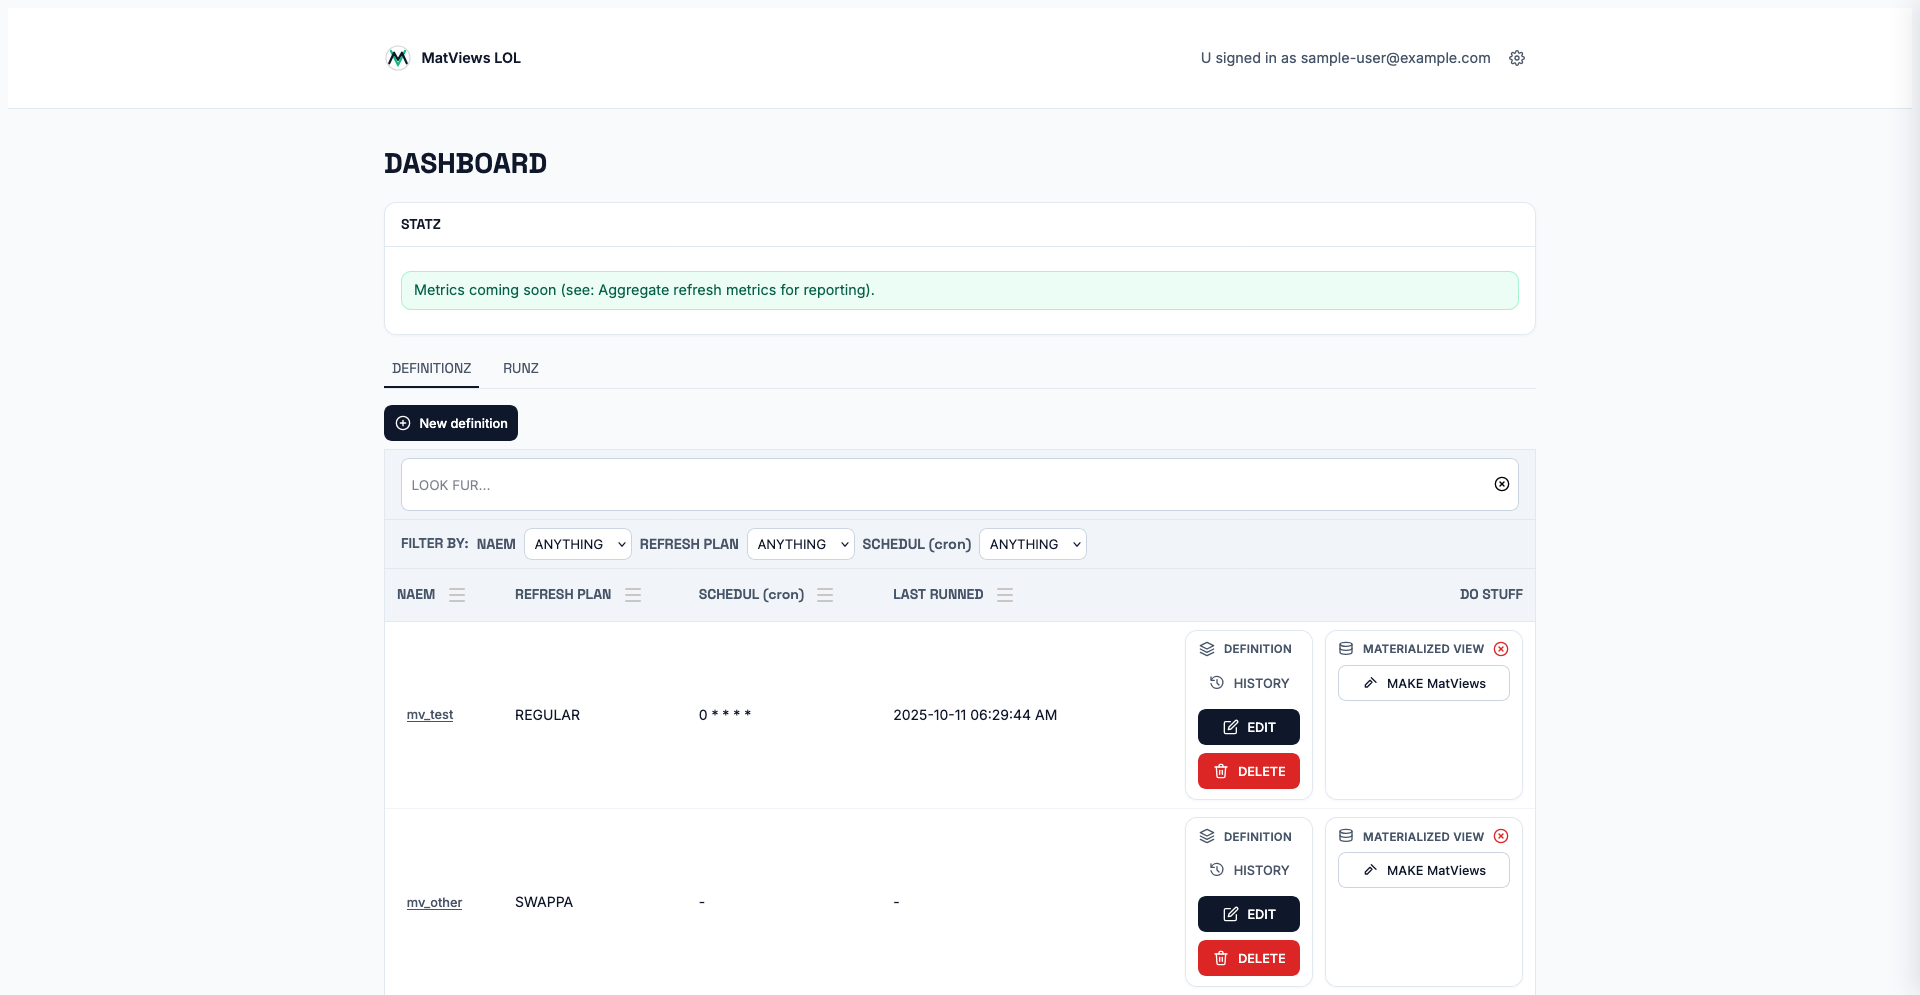 MatViews LOL
U signed in as sample-user@example.com
DASHBOARD
STATZ
Metrics coming soon (see: Aggregate refresh metrics for reporting).
DEFINITIONZ RUNZ
New definition
LOOK FUR...
FILTER BY: NAEM ANYTHING REFRESH PLAN ANYTHING SCHEDUL (cron) ANYTHING
NAEM REFRESH PLAN SCHEDUL (cron) LAST RUNNED DO STUFF
mv_test REGULAR 0 * * * * 2025-10-11 06:29:44 AM
DEFINITION
HISTORY
EDIT
DELETE
MATERIALIZED VIEW
MAKE MatViews
mv_other SWAPPA - -
DEFINITION
HISTORY
EDIT
DELETE
MATERIALIZED VIEW
MAKE MatViews